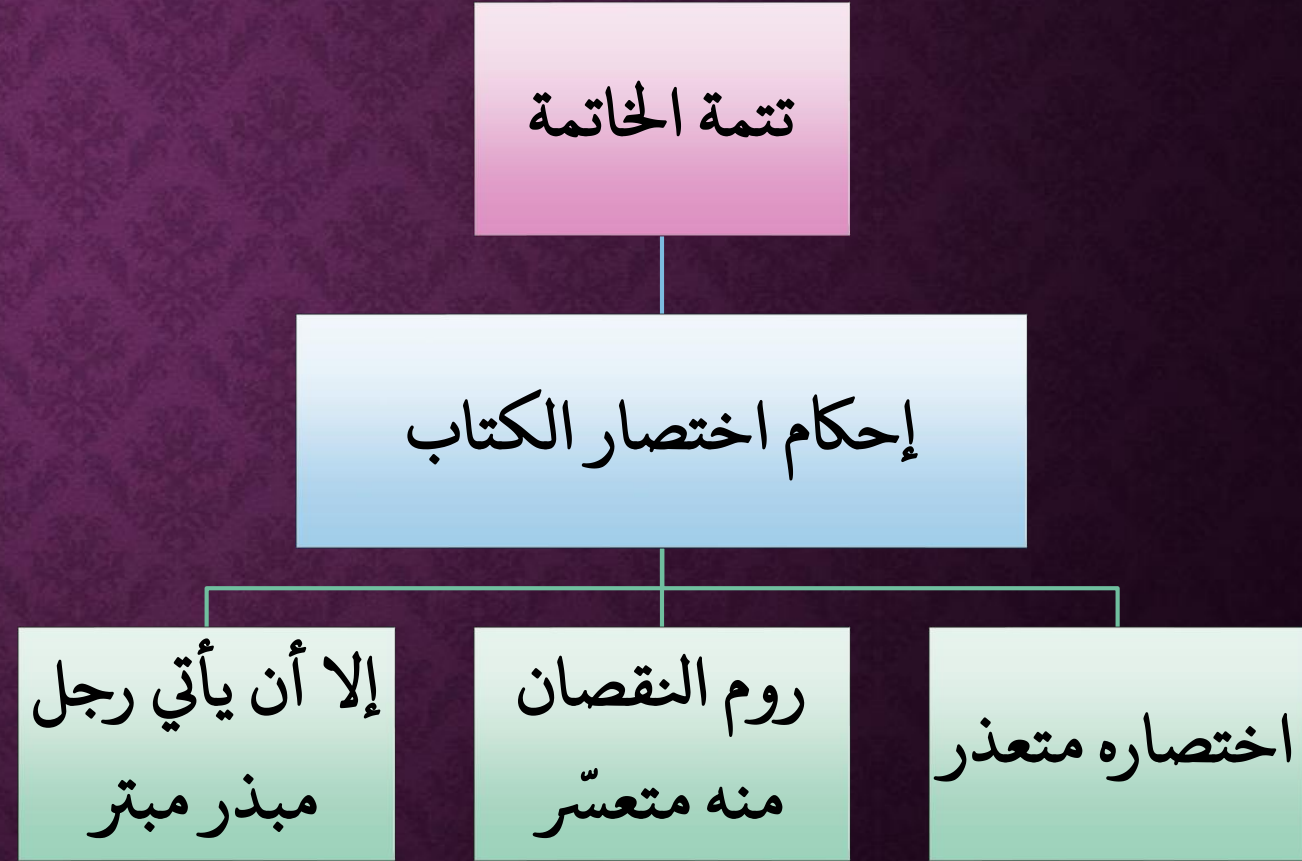 تتمة الخاتمة
إحكام اختصار الكتاب
اختصاره متعذر
روم النقصان
منه متعسّر
إلا أن يأتي رجل
مبذر مبتر